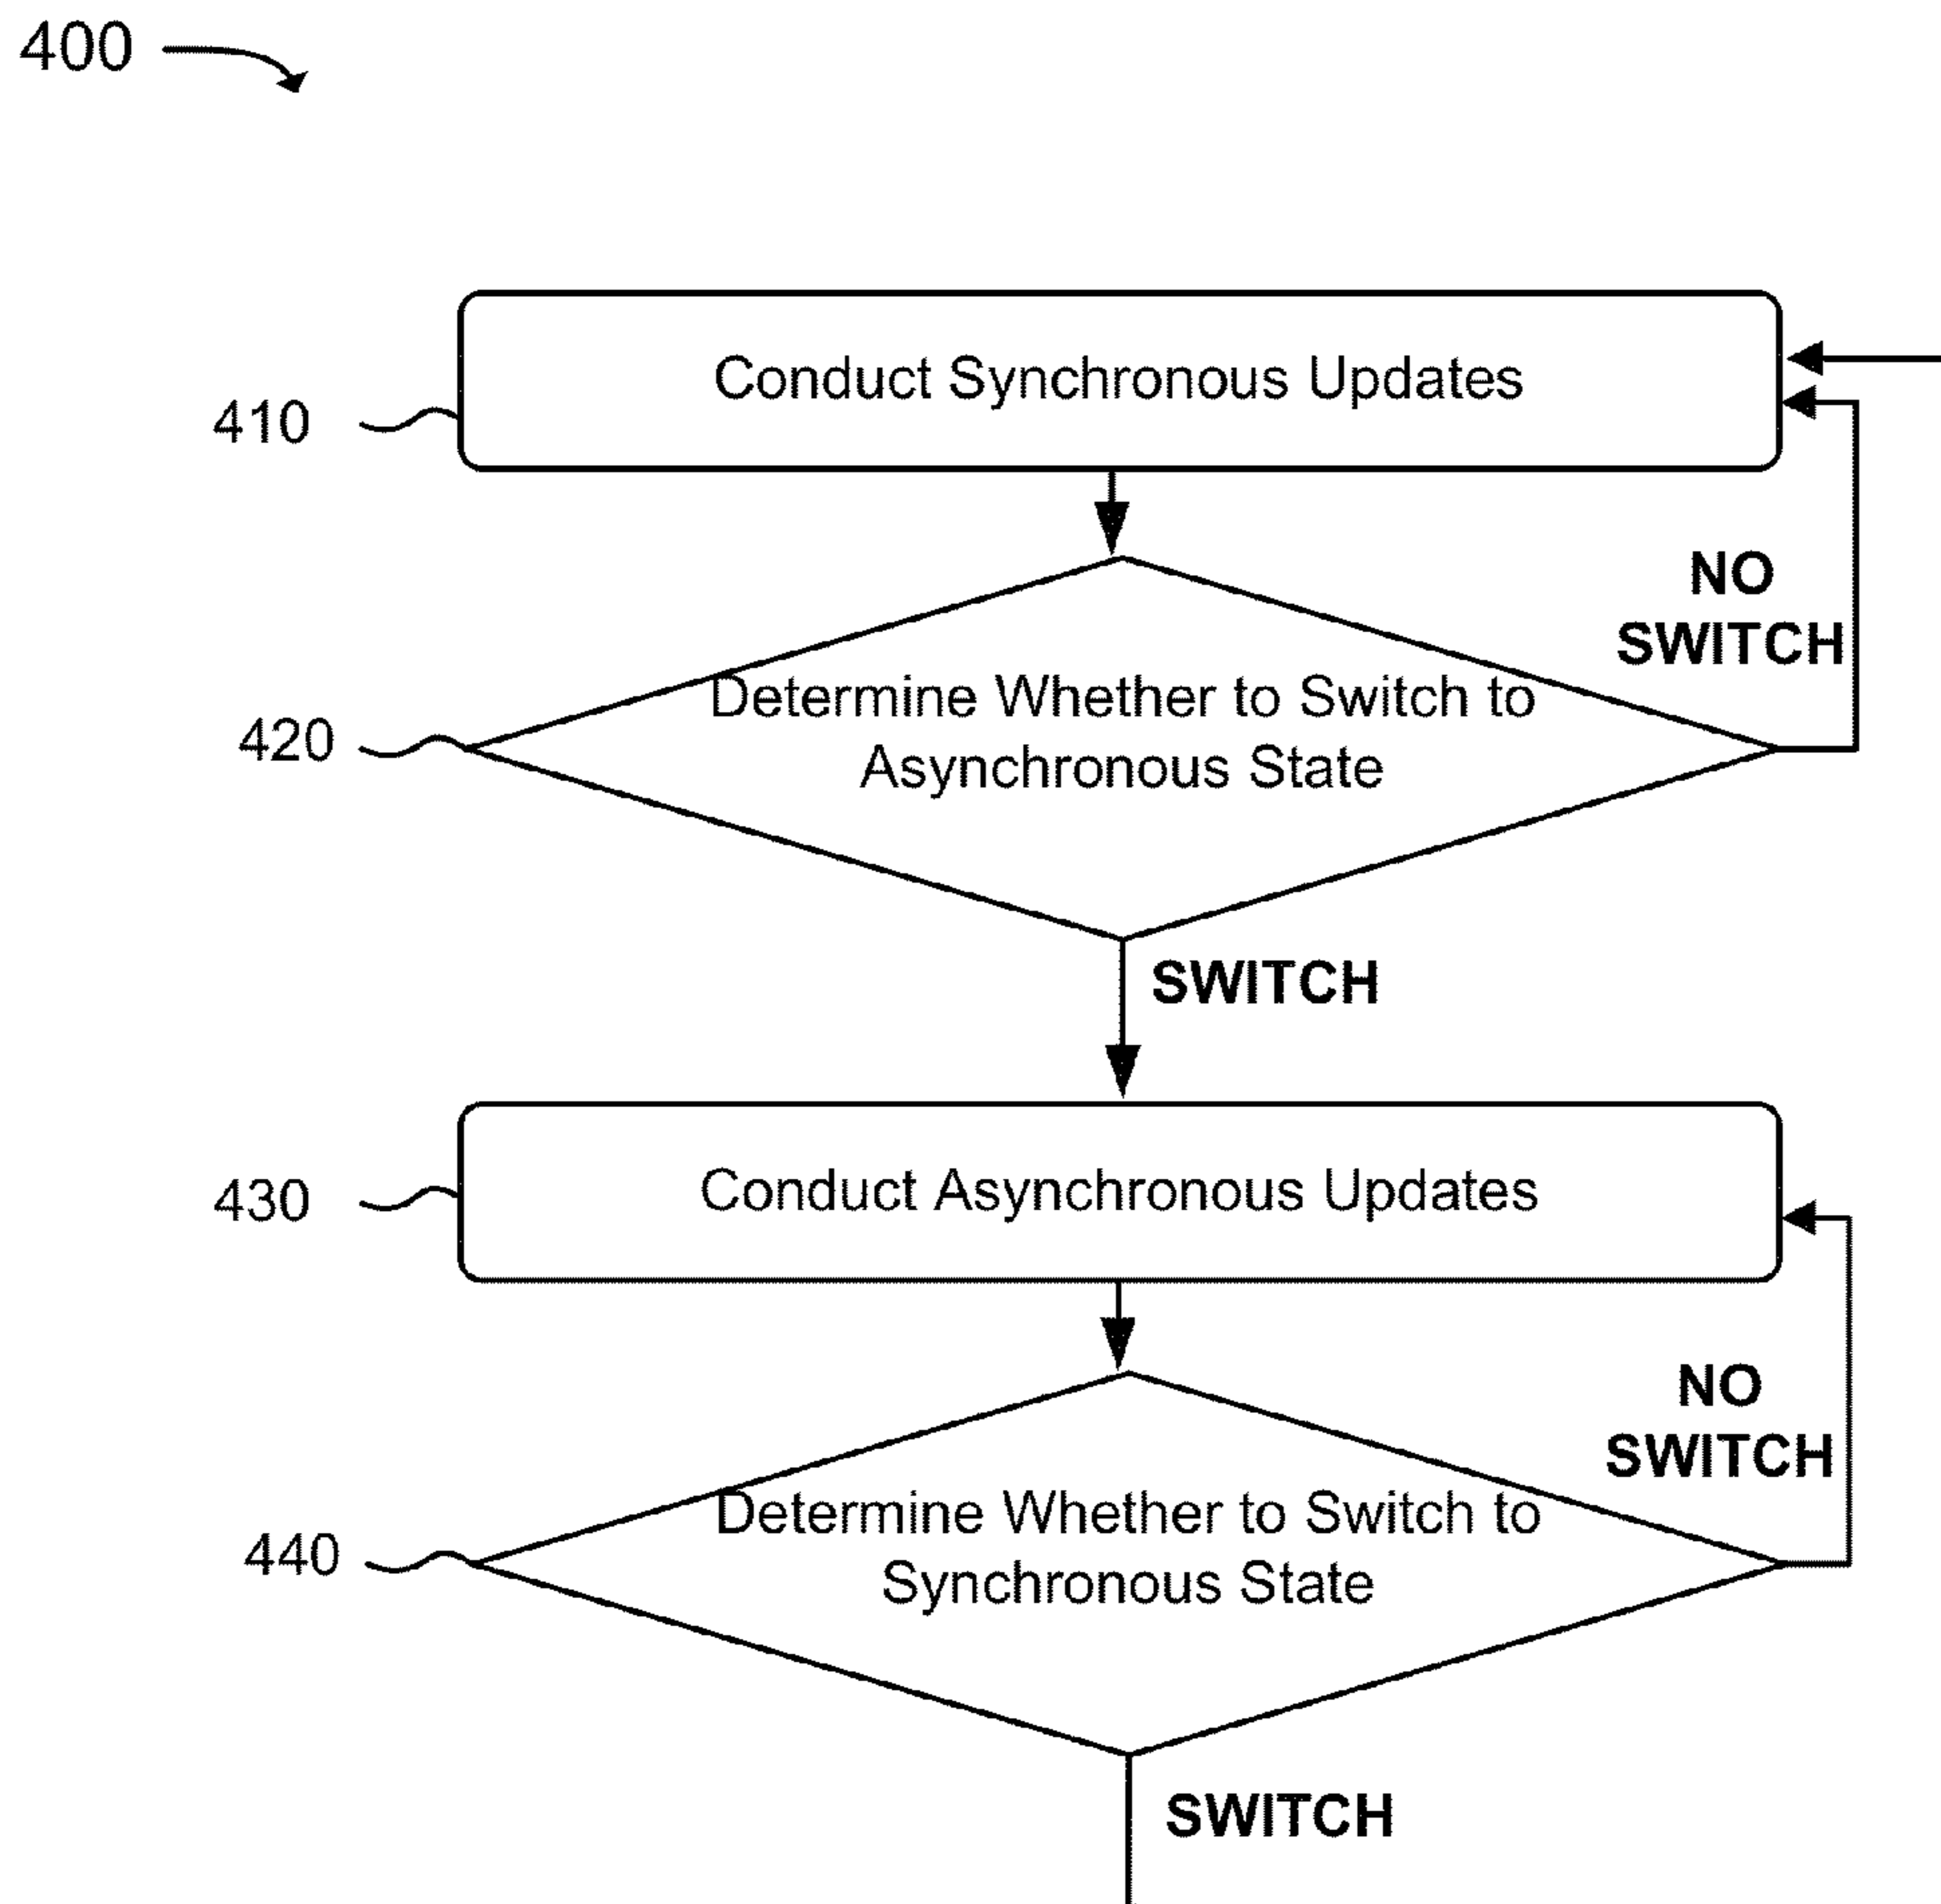 400
Conduct Synchronous Updates
410
NO
SWITCH
Determine Whether to Switch to
Asynchronous State
420
SWITCH
Conduct Asynchronous Updates
430
NO
SWITCH
Determine Whether to Switch to
Synchronous State
440
SWITCH